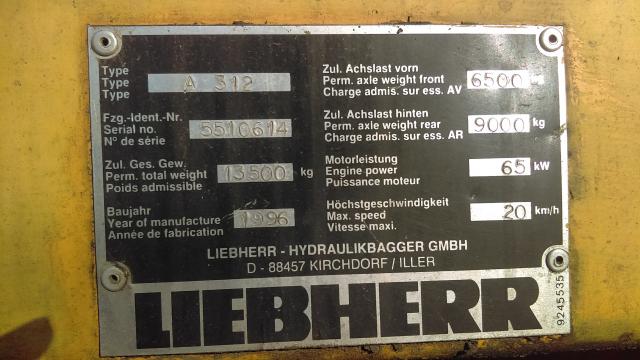 Type
Type A 312
Type
Fzg.-Ident.-Nr.
Serial no. 5510614
N° de série
Zul. Ges. Gew.
Perm. total weight 13500 kg
Poids admissible
Baujahr
Year of manufacture 1996
Année de fabrication
Zul. Achslast vorn
Perm. axle weight front 6500
Charge admis. sur ess. AV
Zul. Achslast hinten
Perm. axle weight rear 9000 kg
Charge admis. sur ess. AR
Motorleistung
Engine power 65 kW
Puissance moteur
Höchstgeschwindigkeit
Max. speed 20 km/h
Vitesse maxi.
LIEBHERR - HYDRAULIKBAGGER GMBH
D - 88457 KIRCHDORF / ILLER
LIEBHERR
9245535